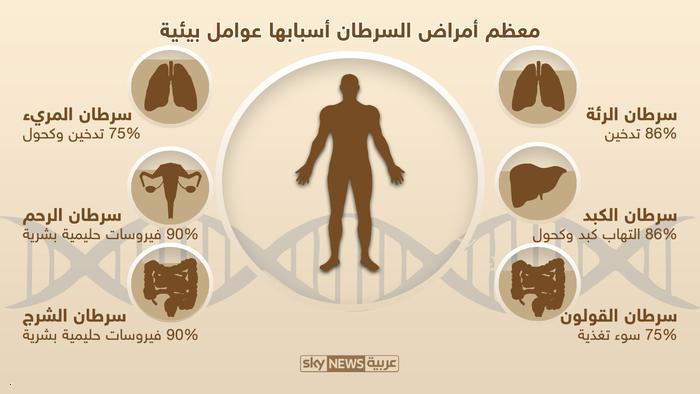 معظم أمراض السرطان أسبابها عوامل بيئية
سرطان الرئة
86% تدخين
سرطان الكبد
86% التهاب كبد وكحول
سرطان القولون
75% سوء تغذية
سرطان المريء
75% تدخين وكحول
سرطان الرحم
90% فيروسات حليمية بشرية
سرطان الشرج
90% فيروسات حليمية بشرية
sky NEWS عربية